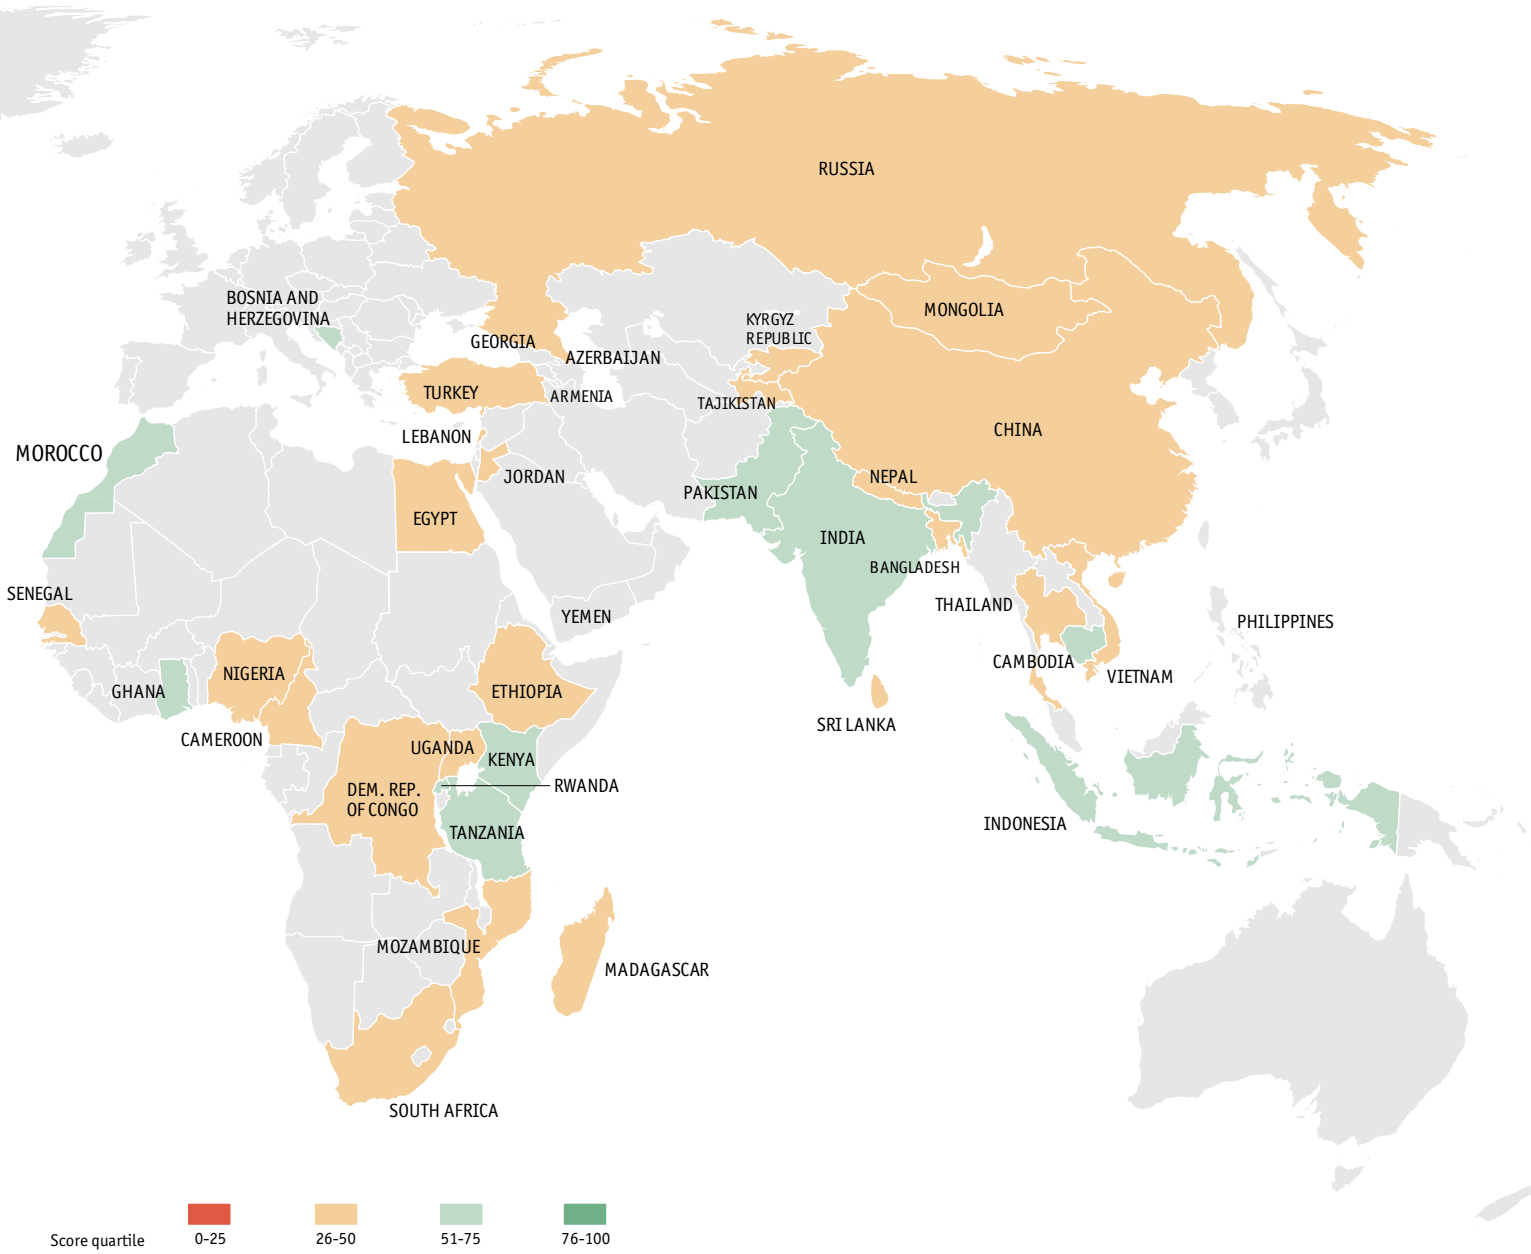 RUSSIA
BOSNIA AND
HERZEGOVINA
MONGOLIA
KYRGYZ
REPUBLIC
GEORGIA
AZERBAIJAN
TURKEY
ARMENIA
TAJIKISTAN
CHINA
LEBANON
MOROCCO
JORDAN
NEPAL
PAKISTAN
EGYPT
INDIA
BANGLADESH
SENEGAL
THAILAND
YEMEN
PHILIPPINES
CAMBODIA
VIETNAM
NIGERIA
GHANA
ETHIOPIA
SRI LANKA
CAMEROON
UGANDA
KENYA
RWANDA
DEM. REP.
OF CONGO
INDONESIA
TANZANIA
MOZAMBIQUE
MADAGASCAR
SOUTH AFRICA
Score quartile 0-25 26-50 51-75 76-100